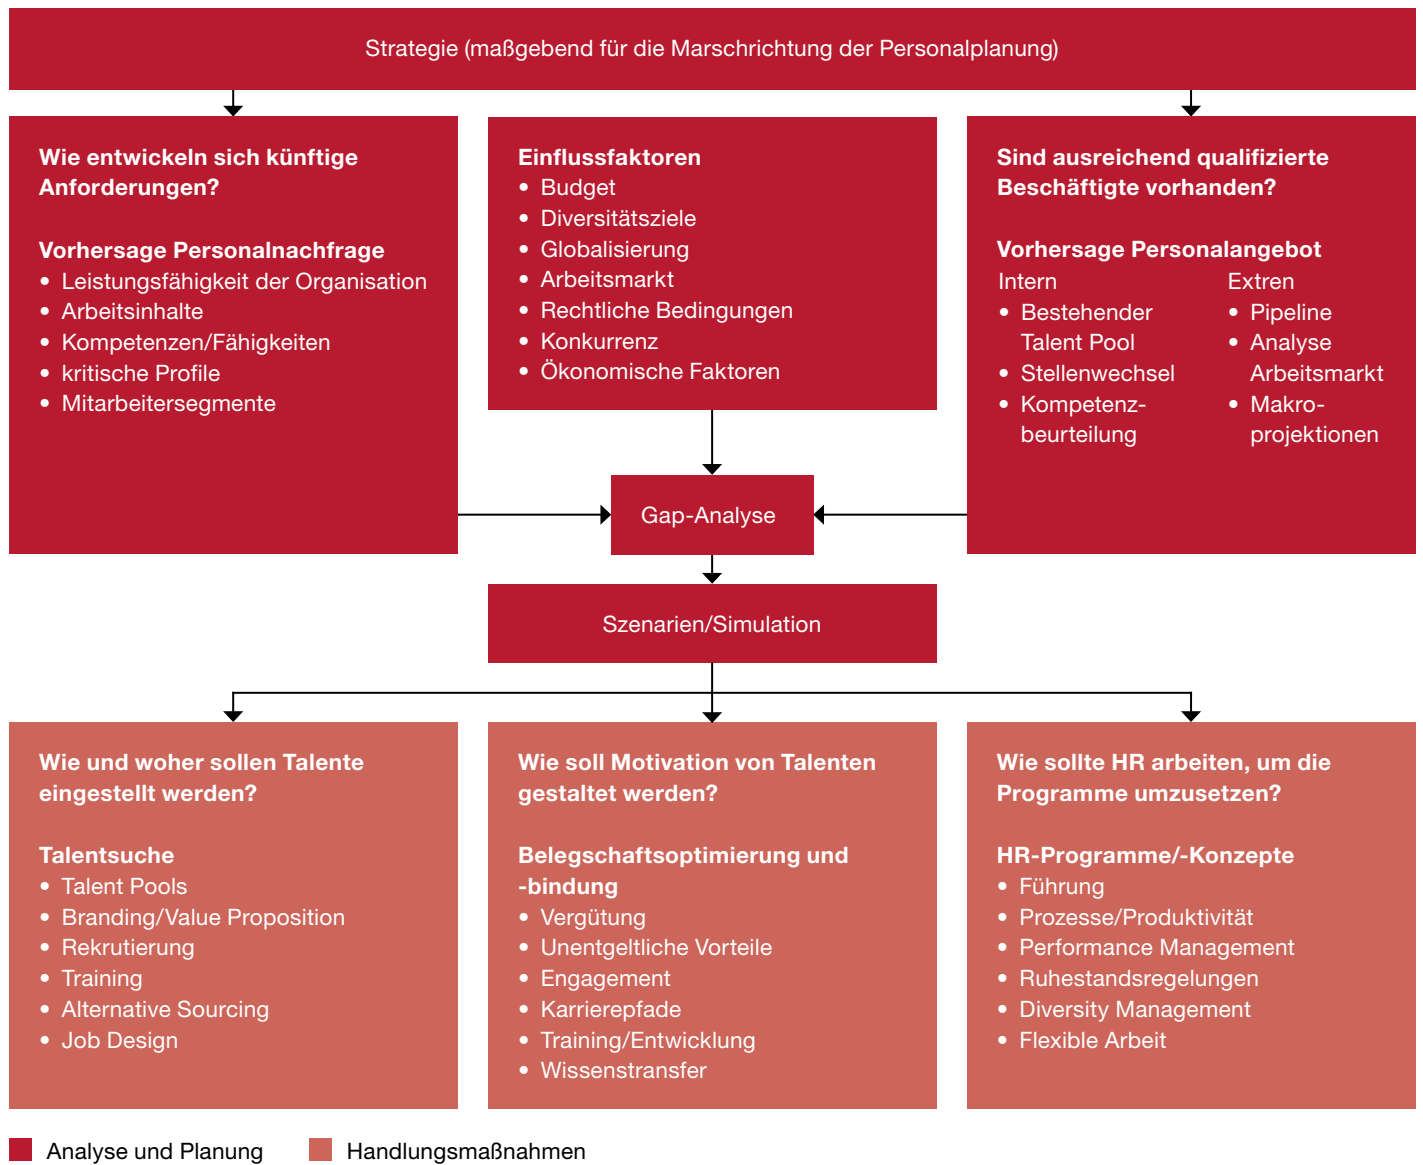 Strategie (maßgebend für die Marschrichtung der Personalplanung)
Wie entwickeln sich künftige
Anforderungen?
Vorhersage Personalnachfrage
• Leistungsfähigkeit der Organisation
• Arbeitsinhalte
• Kompetenzen/Fähigkeiten
• kritische Profile
• Mitarbeitersegmente
Einflussfaktoren
• Budget
• Diversitätsziele
• Globalisierung
• Arbeitsmarkt
• Rechtliche Bedingungen
• Konkurrenz
• Ökonomische Faktoren
Sind ausreichend qualifizierte
Beschäftigte vorhanden?
Vorhersage Personalangebot
Intern
• Bestehender
Talent Pool
• Stellenwechsel
• Kompetenz-
beurteilung
Extren
• Pipeline
• Analyse
Arbeitsmarkt
• Makro-
projektionen
Gap-Analyse
Szenarien/Simulation
Wie und woher sollen Talente
eingestellt werden?
Talentsuche
• Talent Pools
• Branding/Value Proposition
• Rekrutierung
• Training
• Alternative Sourcing
• Job Design
Wie soll Motivation von Talenten
gestaltet werden?
Belegschaftsoptimierung und
-bindung
• Vergütung
• Unentgeltliche Vorteile
• Engagement
• Karrierepfade
• Training/Entwicklung
• Wissenstransfer
Wie sollte HR arbeiten, um die
Programme umzusetzen?
HR-Programme/-Konzepte
• Führung
• Prozesse/Produktivität
• Performance Management
• Ruhestandsregelungen
• Diversity Management
• Flexible Arbeit
Analyse und Planung
Handlungsmaßnahmen